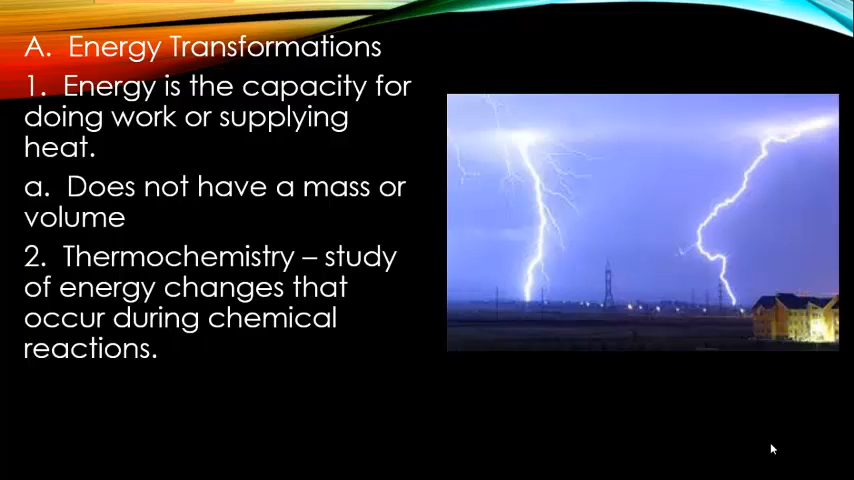 A.  Energy Transformations
1.  Energy is the capacity for
doing work or supplying
heat.
a.  Does not have a mass or
volume
2.  Thermochemistry – study
of energy changes that
occur during chemical
reactions.